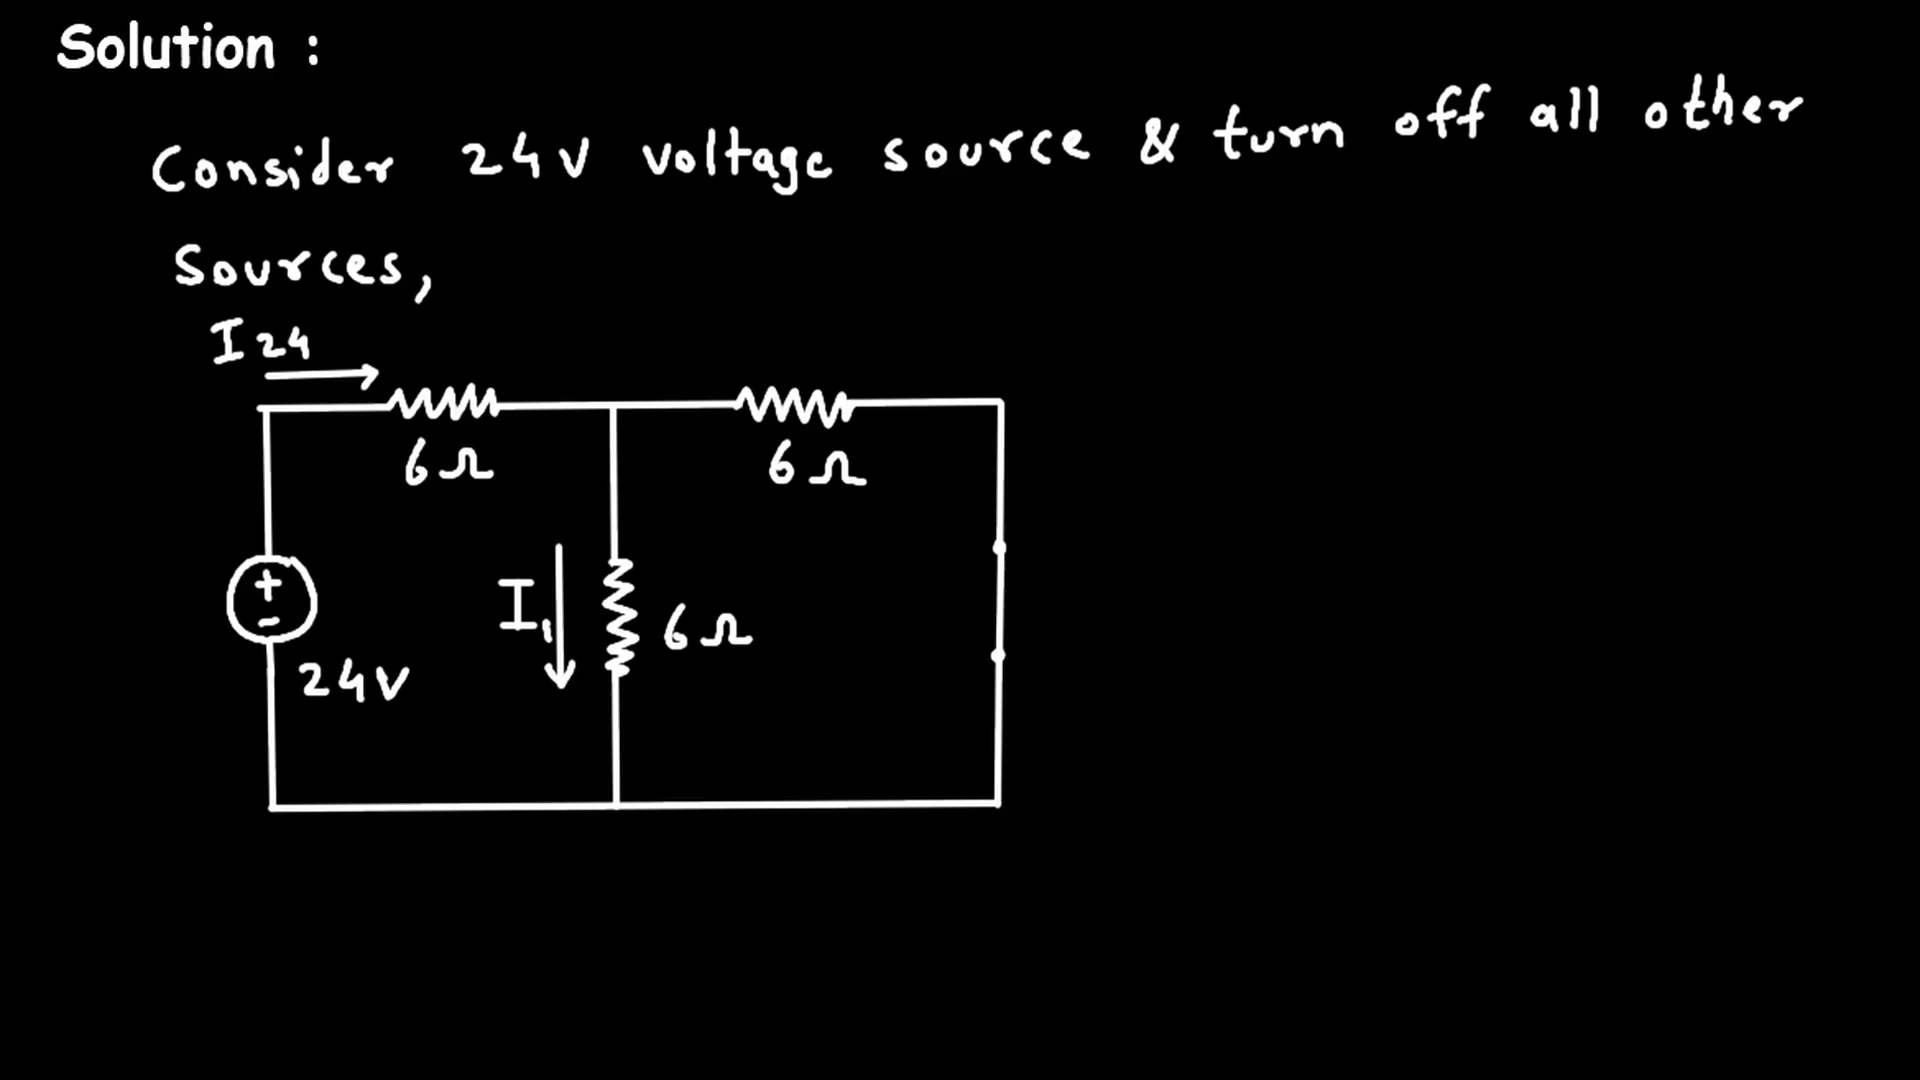 Solution :
Consider 24V voltage source & turn off all other
Sources,
I24
6Ω
6Ω
+
-
I1
6Ω
24V